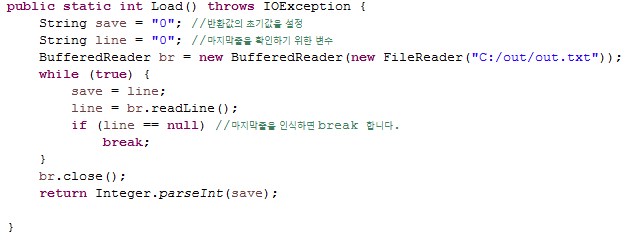 public static int Load() throws IOException {
    String save = "0"; //반환값의 초기값을 설정
    String line = "0"; //마지막줄을 확인하기 위한 변수
    BufferedReader br = new BufferedReader(new FileReader("C:/out/out.txt"));
    while (true) {
        save = line;
        line = br.readLine();
        if (line == null) //마지막줄을 인식하면 break 합니다.
            break;
    }
    br.close();
    return Integer.parseInt(save);
}